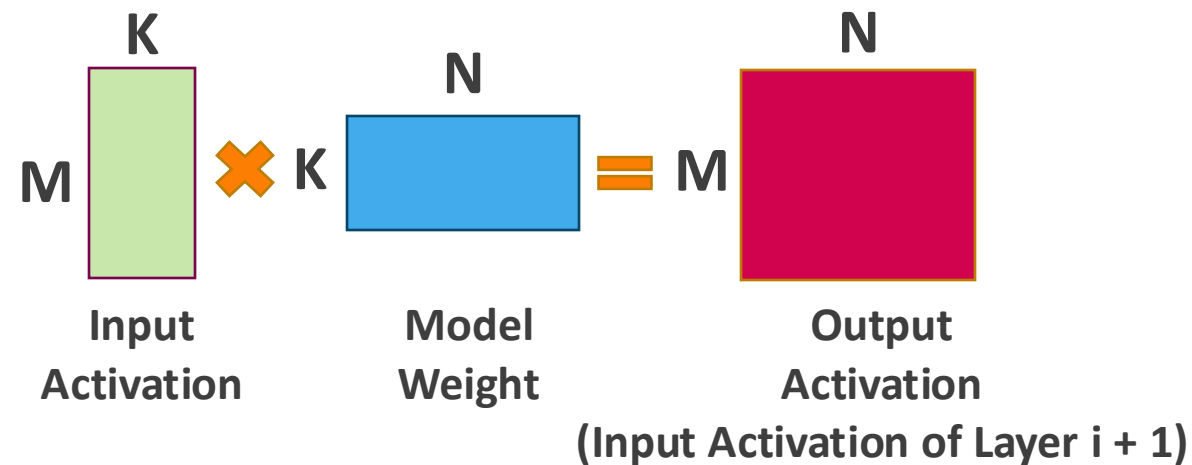 K
N
N
M
K
M
Input
Activation
Model
Weight
Output
Activation
(Input Activation of Layer i + 1)